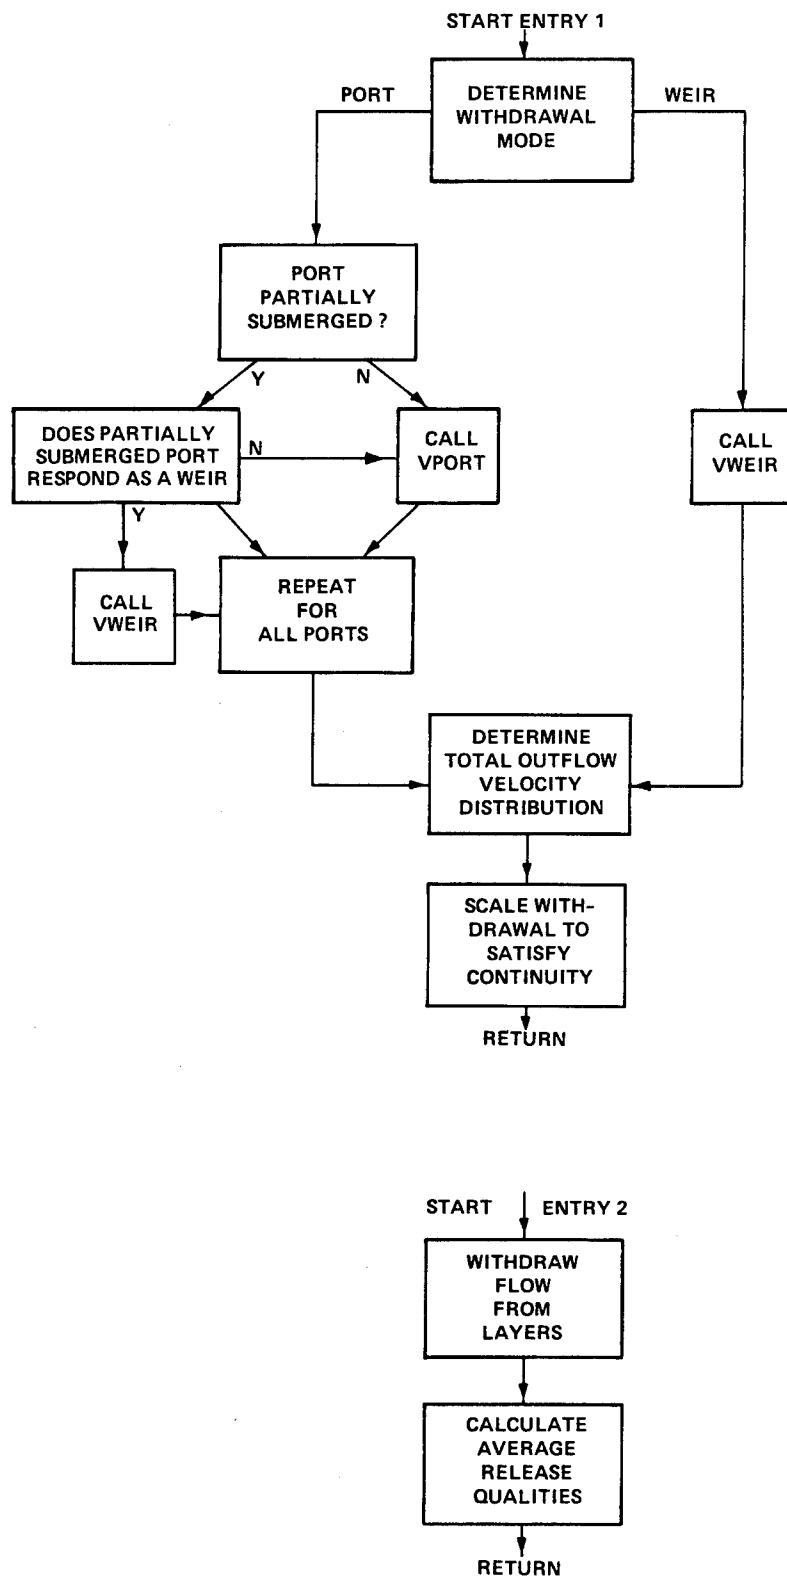 START ENTRY 1
PORT
DETERMINE
WITHDRAWAL
MODE
WEIR
PORT
PARTIALLY
SUBMERGED ?
Y
N
DOES PARTIALLY
SUBMERGED PORT
RESPOND AS A WEIR
N
CALL
VPORT
CALL
VWEIR
Y
CALL
VWEIR
REPEAT
FOR
ALL PORTS
DETERMINE
TOTAL OUTFLOW
VELOCITY
DISTRIBUTION
SCALE WITH-
DRAWAL TO
SATISFY
CONTINUITY
RETURN
START ENTRY 2
WITHDRAW
FLOW
FROM
LAYERS
CALCULATE
AVERAGE
RELEASE
QUALITIES
RETURN